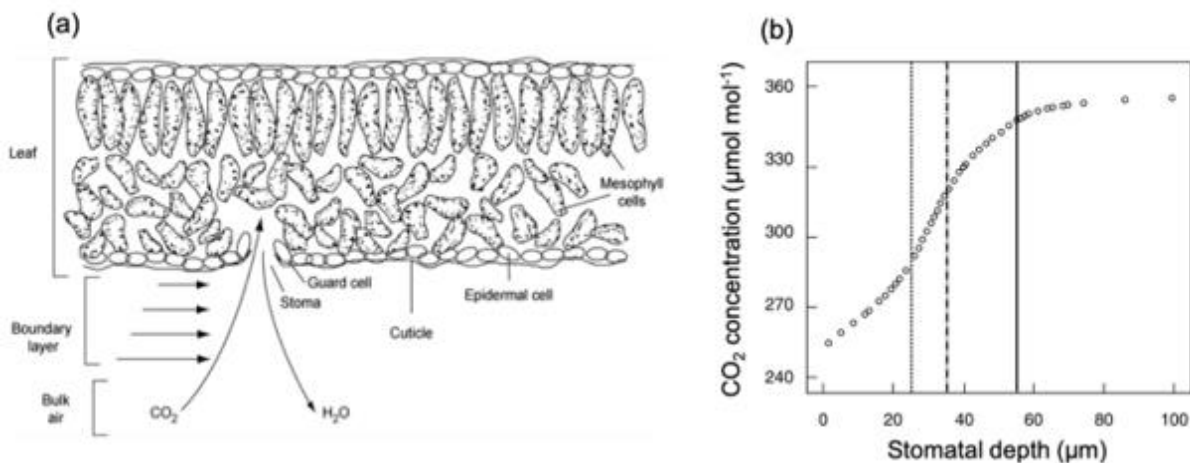 (a)
Leaf
Mesophyll
cells
Guard cell
Stoma
Epidermal cell
Cuticle
Boundary
layer
Bulk
air
CO₂
H₂O
(b)
CO₂ concentration (μmol mol⁻¹)
360
330
300
270
240
0
20
40
60
80
100
Stomatal depth (μm)